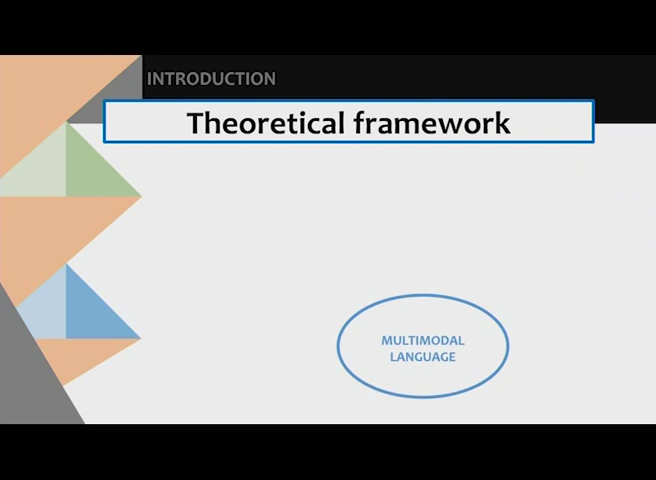 INTRODUCTION
Theoretical framework
MULTIMODAL
LANGUAGE